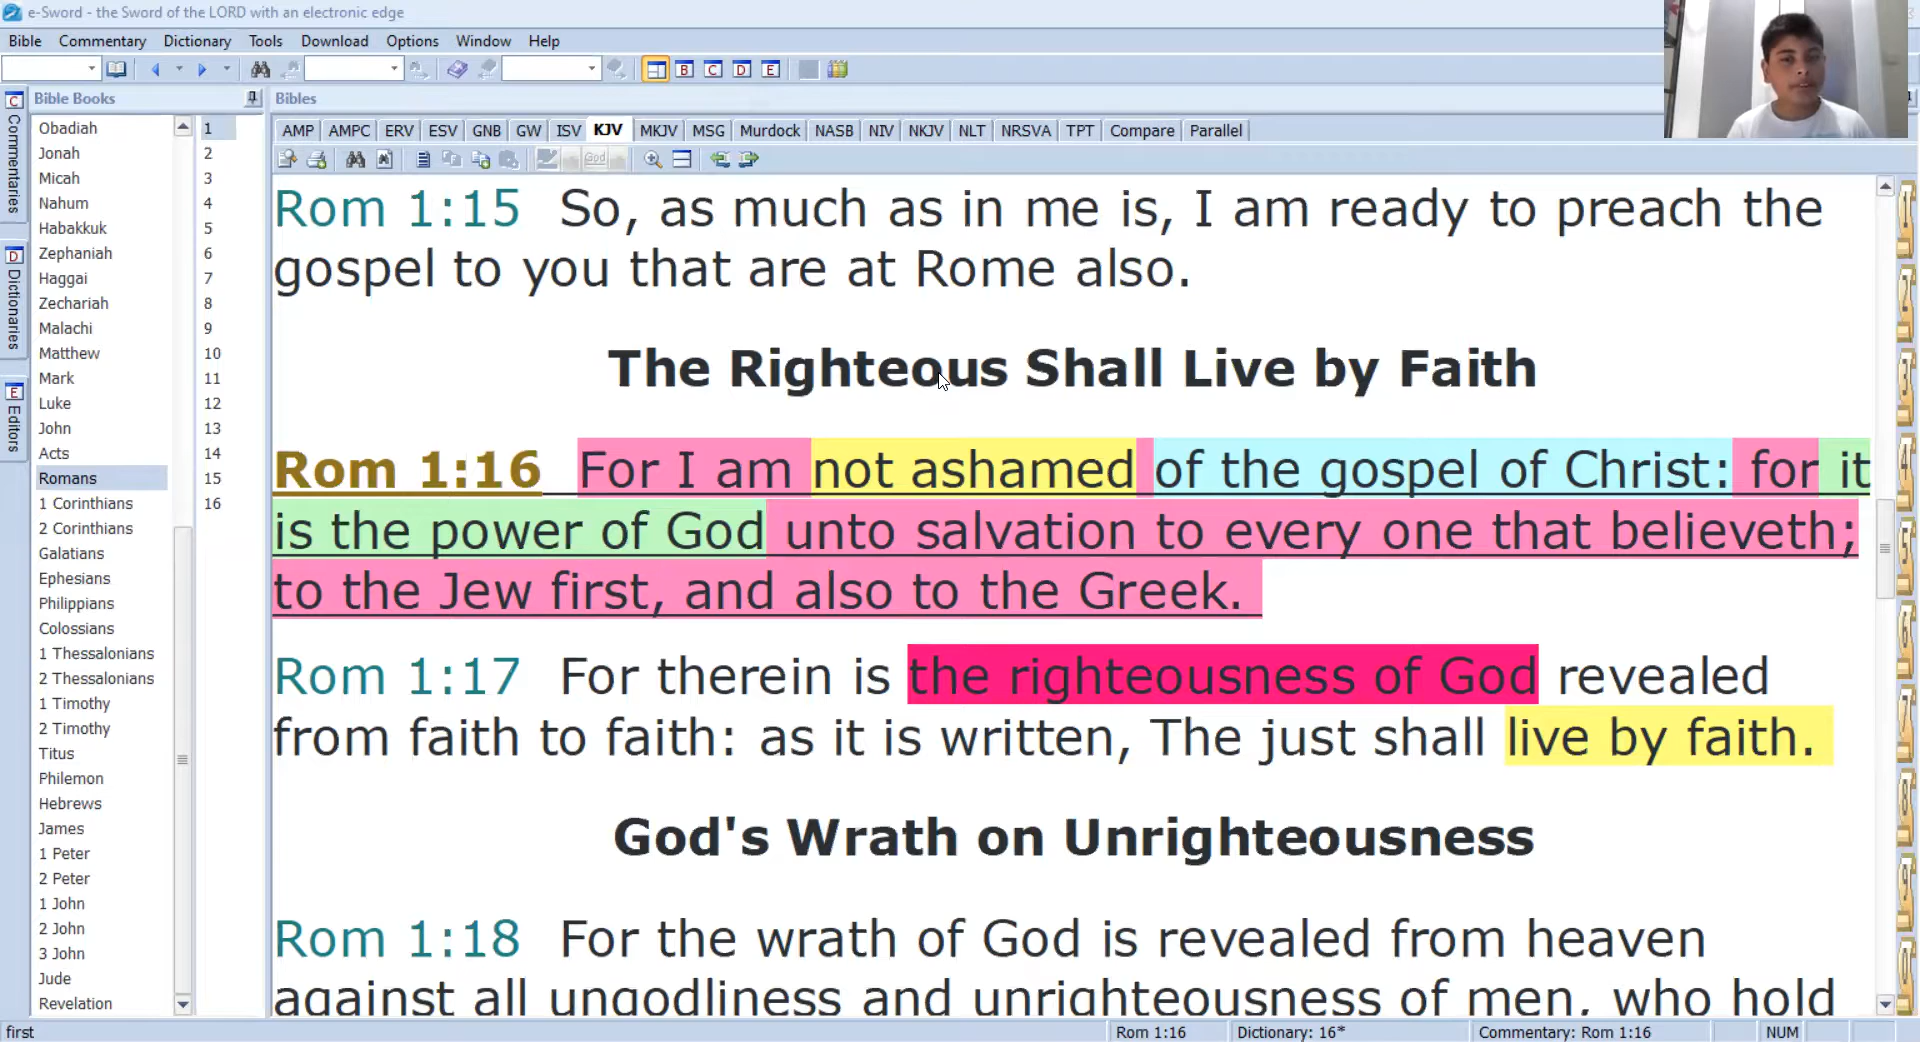 e-Sword - the Sword of the LORD with an electronic edge
Bible Commentary Dictionary Tools Download Options Window Help
B C D E
C Commentaries
D Dictionaries
E Editors
Bible Books
Obadiah
Jonah
Micah
Nahum
Habakkuk
Zephaniah
Haggai
Zechariah
Malachi
Matthew
Mark
Luke
John
Acts
Romans
1 Corinthians
2 Corinthians
Galatians
Ephesians
Philippians
Colossians
1 Thessalonians
2 Thessalonians
1 Timothy
2 Timothy
Titus
Philemon
Hebrews
James
1 Peter
2 Peter
1 John
2 John
3 John
Jude
Revelation
1
2
3
4
5
6
7
8
9
10
11
12
13
14
15
16
Bibles
AMP AMPC ERV ESV GNB GW ISV KJV MKJV MSG Murdock NASB NIV NKJV NLT NRSVA TPT Compare Parallel
God
Rom 1:15 So, as much as in me is, I am ready to preach the
gospel to you that are at Rome also.
The Righteous Shall Live by Faith
Rom 1:16 For I am not ashamed of the gospel of Christ: for it
is the power of God unto salvation to every one that believeth;
to the Jew first, and also to the Greek.
Rom 1:17 For therein is the righteousness of God revealed
from faith to faith: as it is written, The just shall live by faith.
God's Wrath on Unrighteousness
Rom 1:18 For the wrath of God is revealed from heaven
against all ungodliness and unrighteousness of men, who hold
first
Rom 1:16
Dictionary: 16*
Commentary: Rom 1:16
NUM